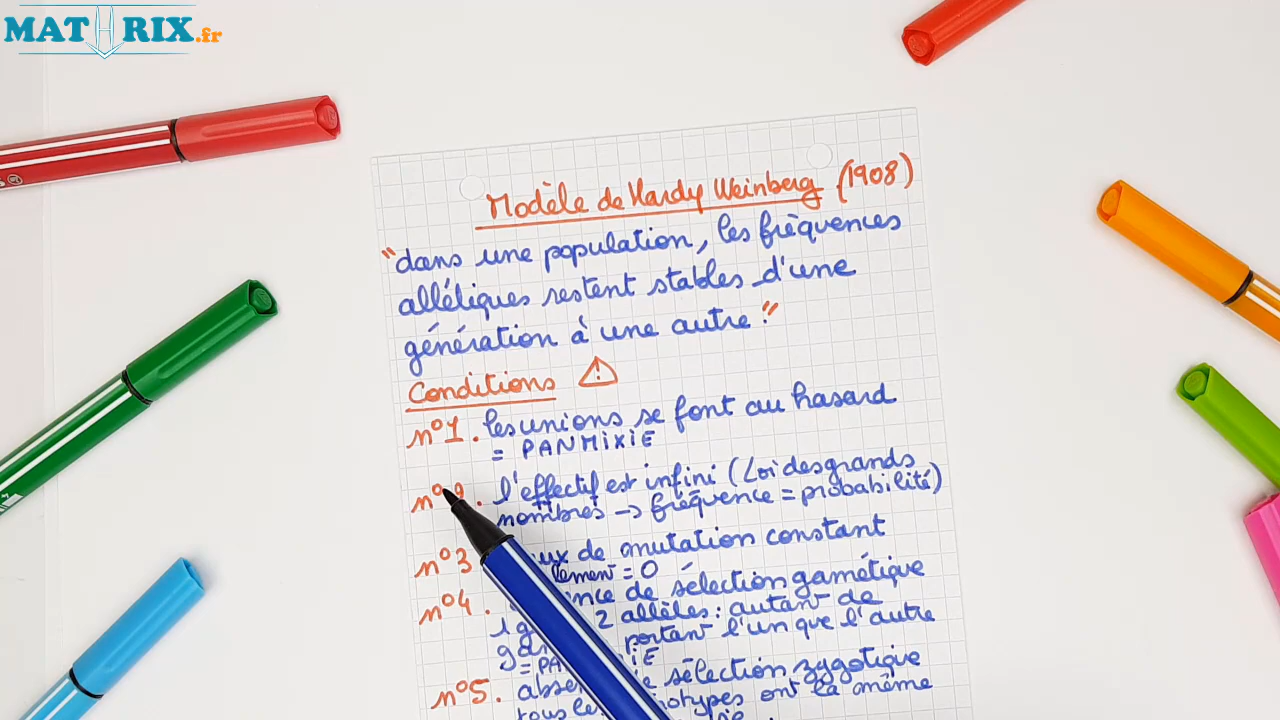 MATHRIX.fr
Modèle de Hardy Weinberg (1908)
"dans une population, les fréquences
alléliques restent stables d'une
génération à une autre."
Conditions !
n°1. les unions se font au hasard
= PANMIXIE
n° . l'effectif est infini (Loi des grands
nombres → fréquence = probabilité)
n°3 de mutation constant
= 0
n°4. de sélection gamétique
2 allèles : autant de
portant l'un que l'autre
n°5. sélection zygotique
ont la même